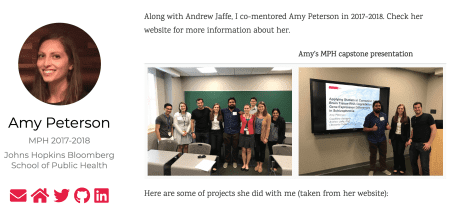 Along with Andrew Jaffe, I co-mentored Amy Peterson in 2017-2018. Check her
website for more information about her.
Amy's MPH capstone presentation
Amy Peterson
MPH 2017-2018
Johns Hopkins Bloomberg
School of Public Health
Here are some of projects she did with me (taken from her website):